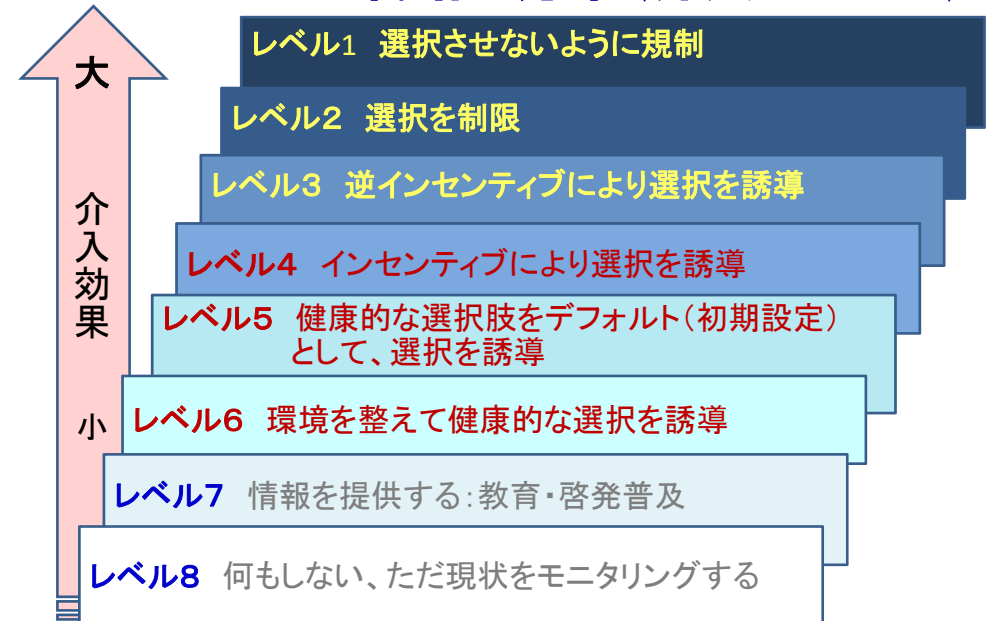 大
介入効果
小
レベル1 選択させないように規制
レベル2 選択を制限
レベル3 逆インセンティブにより選択を誘導
レベル4 インセンティブにより選択を誘導
レベル5 健康的な選択肢をデフォルト(初期設定)
として、選択を誘導
レベル6 環境を整えて健康的な選択を誘導
レベル7 情報を提供する:教育・啓発普及
レベル8 何もしない、ただ現状をモニタリングする